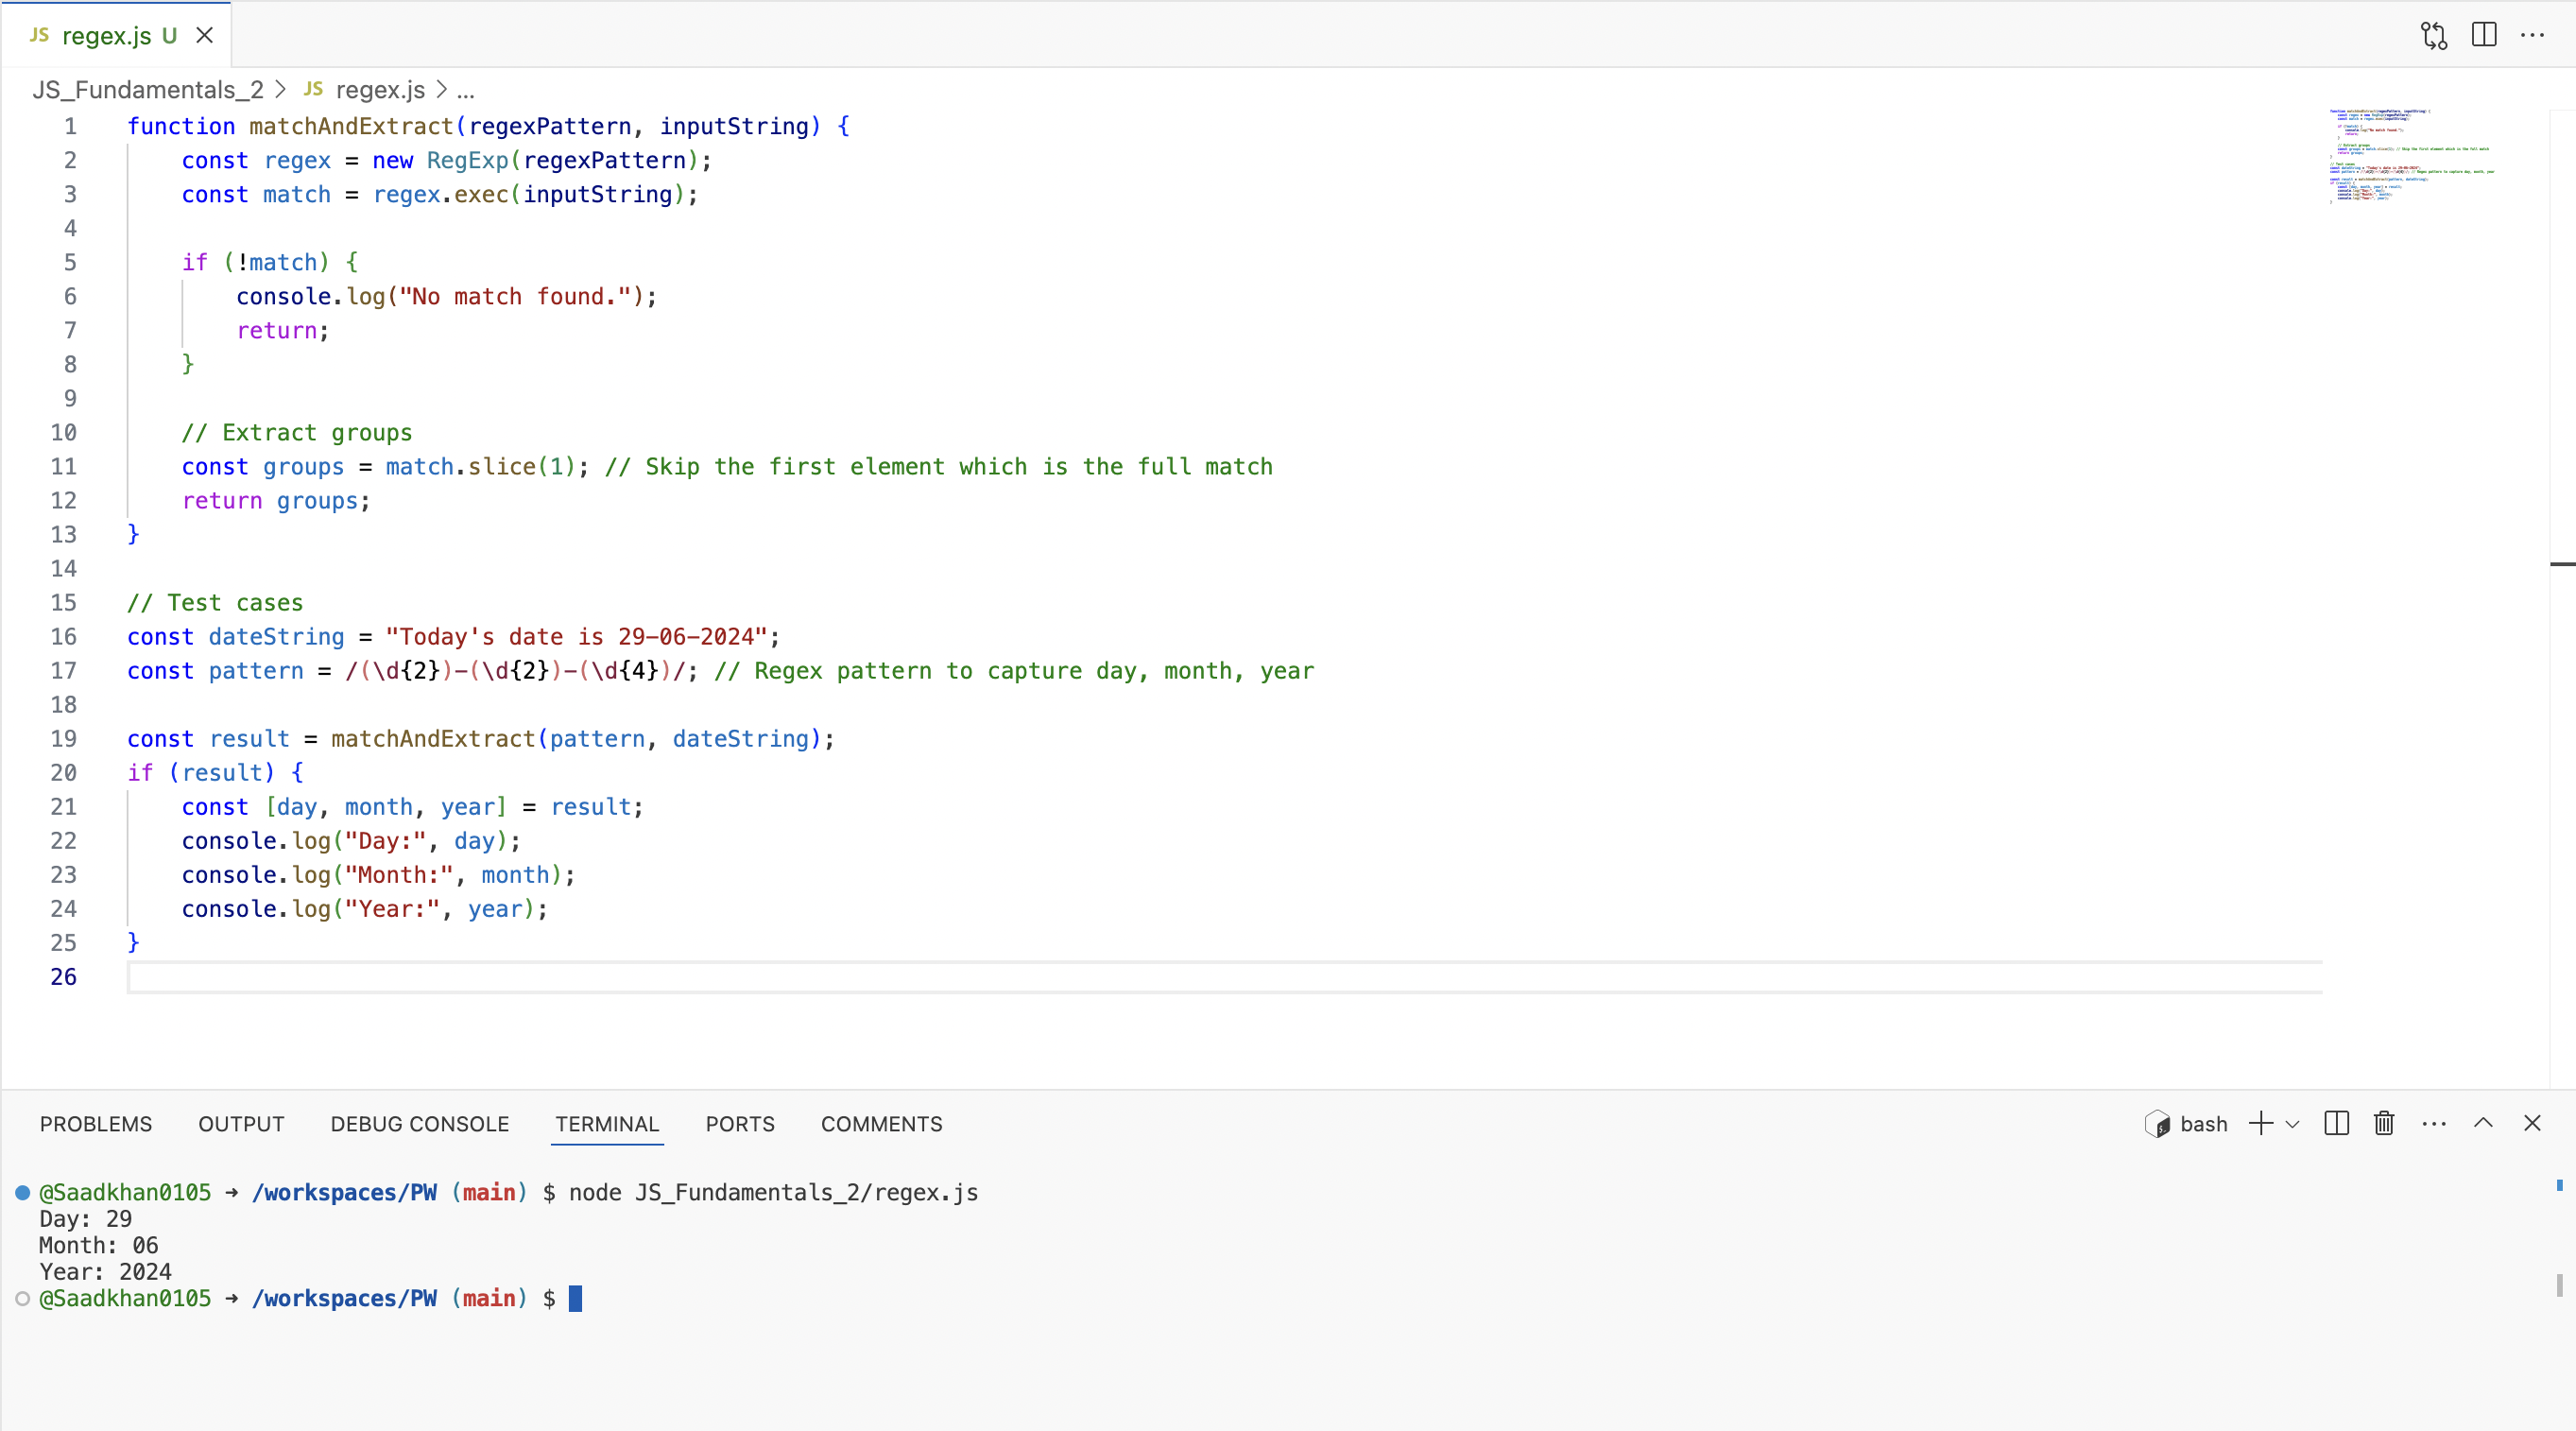 JS regex.js U
JS_Fundamentals_2 > JS regex.js > ...
1 function matchAndExtract(regexPattern, inputString) {
2     const regex = new RegExp(regexPattern);
3     const match = regex.exec(inputString);
4
5     if (!match) {
6         console.log("No match found.");
7         return;
8     }
9
10     // Extract groups
11     const groups = match.slice(1); // Skip the first element which is the full match
12     return groups;
13 }
14
15 // Test cases
16 const dateString = "Today's date is 29-06-2024";
17 const pattern = /(\d{2})-(\d{2})-(\d{4})/; // Regex pattern to capture day, month, year
18
19 const result = matchAndExtract(pattern, dateString);
20 if (result) {
21     const [day, month, year] = result;
22     console.log("Day:", day);
23     console.log("Month:", month);
24     console.log("Year:", year);
25 }
26
PROBLEMS OUTPUT DEBUG CONSOLE TERMINAL PORTS COMMENTS bash
@Saadkhan0105 → /workspaces/PW (main) $ node JS_Fundamentals_2/regex.js
Day: 29
Month: 06
Year: 2024
@Saadkhan0105 → /workspaces/PW (main) $